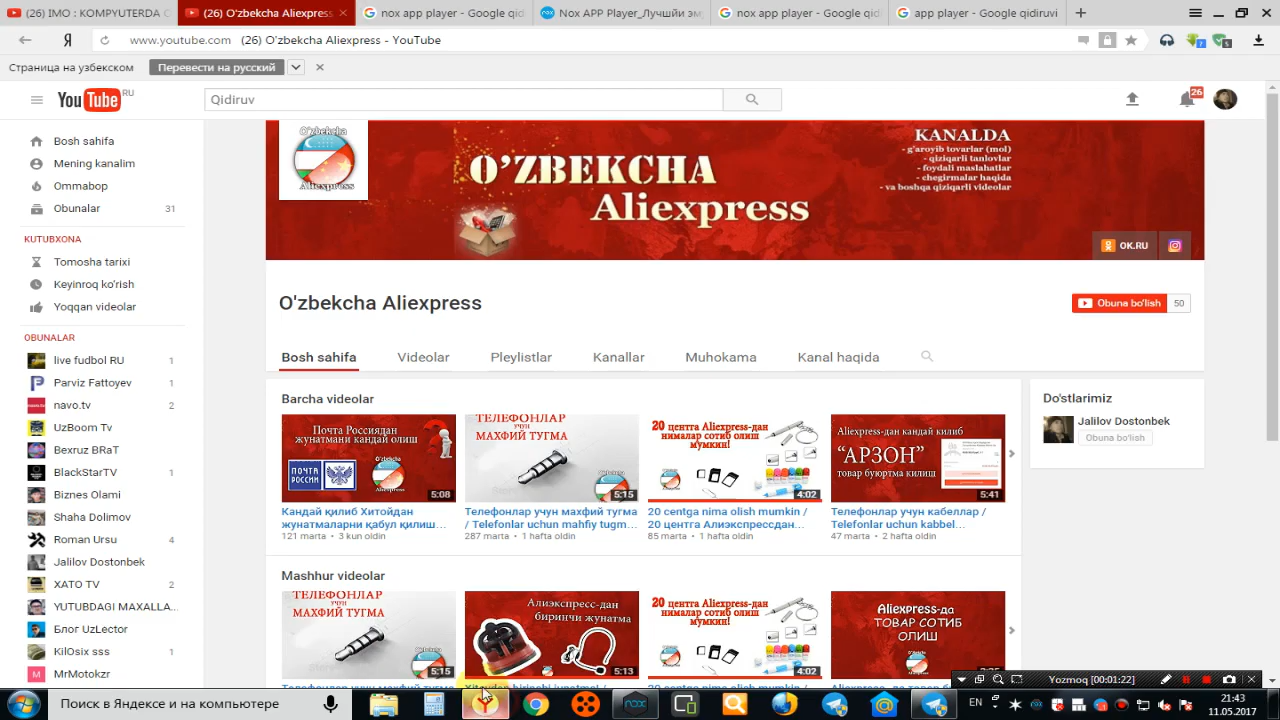 (26) IMO : KOMPYUTERDA O
(26) O'zbekcha Aliexpress
nox app player - Google qid
Nox APP Player_Лучший эму
nox app player - Google qid
app player - Google qidiruvi
www.youtube.com (26) O'zbekcha Aliexpress - YouTube
Страница на узбекском
Перевести на русский
YouTube RU
Qidiruv
26
Bosh sahifa
Mening kanalim
Ommabop
Obunalar 31
KUTUBXONA
Tomosha tarixi
Keyinroq ko'rish
Yoqqan videolar
OBUNALAR
live fudbol RU 1
Parviz Fattoyev 1
navo.tv 2
UzBoom Tv
Bexruz BRaT
BlackStarTV 1
Biznes Olami
Shaha Dolimov
Roman Ursu 4
Jalilov Dostonbek
XATO TV 2
YUTUBDAGI MAXALLA...
Блог UzLector
KilOsix sss 1
MrMotokzr
O'zbekcha
Aliexpress
O'ZBEKCHA
Aliexpress
KANALDA
- g'aroyib tovarlar (mol)
- qiziqarli tanlovlar
- foydali maslahatlar
- chegirmalar haqida
- va boshqa qiziqarli videolar
OK.RU
O'zbekcha Aliexpress
Obuna bo'lish 50
Bosh sahifa
Videolar
Pleylistlar
Kanallar
Muhokama
Kanal haqida
Barcha videolar
Почта Россиядан
жунатмани кандай олиш
ПОЧТА
РОССИИ
5:08
ТЕЛЕФОНЛАР
УЧУН
МАХФИЙ ТУГМА
5:15
20 центга Aliexpress-дан
нималар сотиб олиш
мумкин!
4:02
Aliexpress-дан кандай килиб
"АРЗОН"
товар буюртма килиш
5:41
Кандай қилиб Хитойдан
жунатмаларни қабул қилиш...
121 marta • 3 kun oldin
Телефонлар учун махфий тугма
/ Telefonlar uchun mahfiy tugm...
287 marta • 1 hafta oldin
20 centga nima olish mumkin /
20 центга Алиэкспрессдан...
85 marta • 1 hafta oldin
Телефонлар учун кабеллар /
Telefonlar uchun kabbel...
47 marta • 2 hafta oldin
Do'stlarimiz
Jalilov Dostonbek
Obuna bo'lish
Mashhur videolar
ТЕЛЕФОНЛАР
УЧУН
МАХФИЙ ТУГМА
5:15
Алиэкспресс-дан
биринчи жунатма
5:13
20 центга Aliexpress-дан
нималар сотиб олиш
мумкин!
4:02
Aliexpress-да
ТОВАР СОТИБ
ОЛИШ
Yozmoq [00:01:22]
Поиск в Яндексе и на компьютере
EN
21:43
11.05.2017